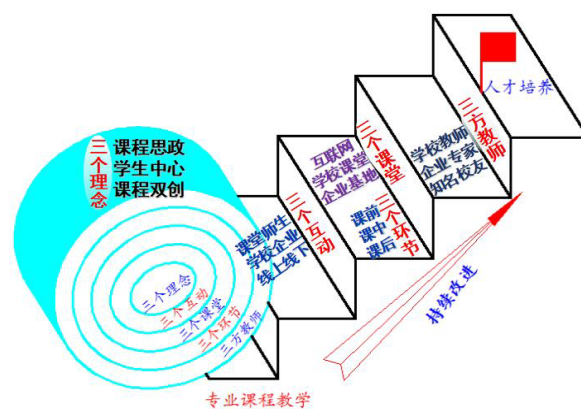 三个理念
课程思政
学生中心
课程双创
三个理念
三个互动
三个课堂
三个环节
三方教师
课堂师生
学校企业
线上线下
三个互动
互联网
学校课堂
企业基地
三个课堂
课前
课中
课后
三个环节
学校教师
企业专家
知名校友
三方教师
人才培养
持续改进
专业课程教学